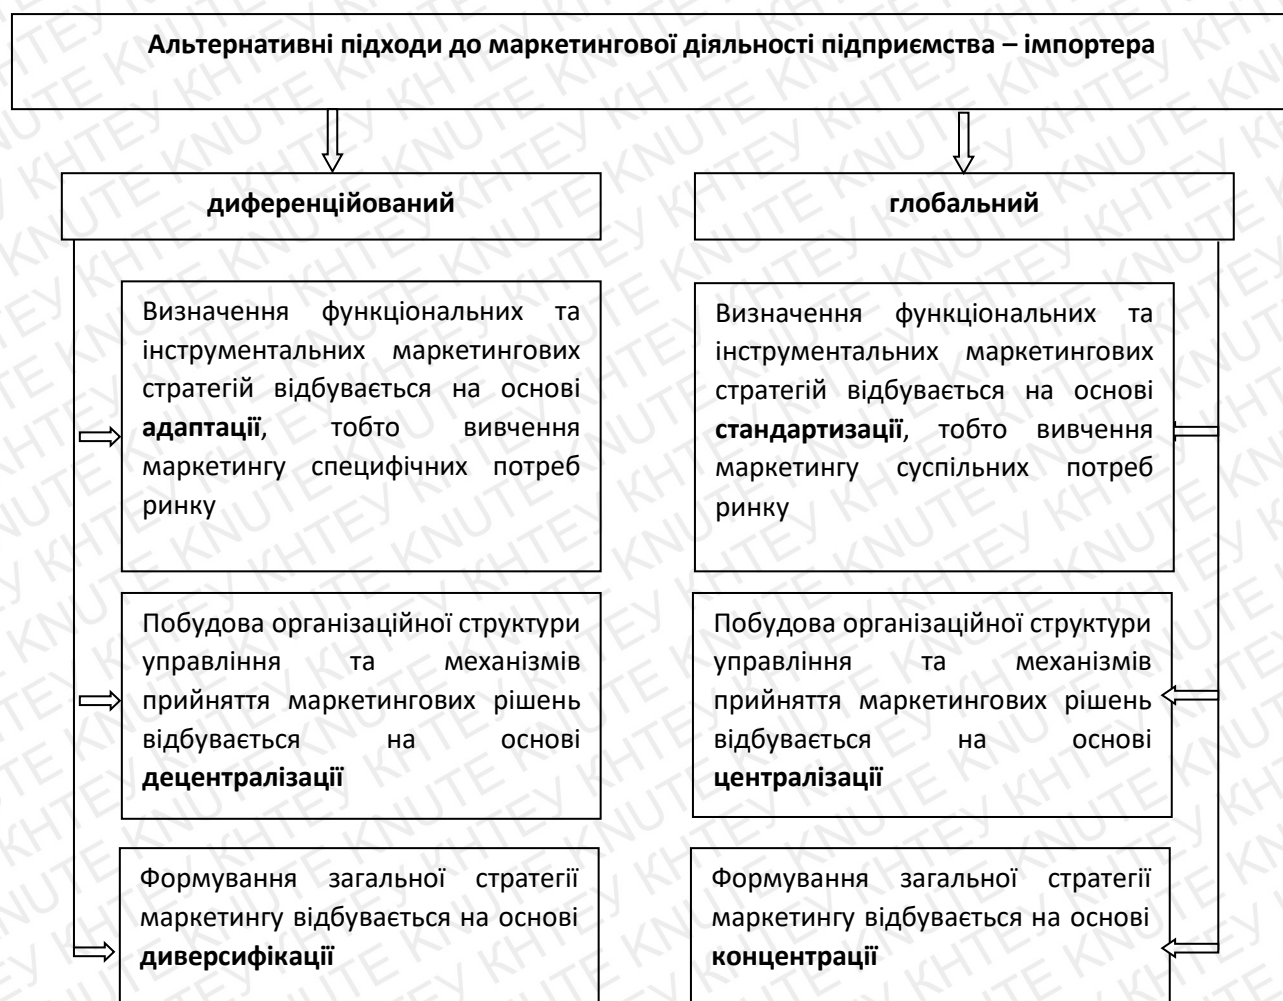 Альтернативні підходи до маркетингової діяльності підприємства – імпортера
диференційований
Визначення функціональних та
інструментальних маркетингових
стратегій відбувається на основі
адаптації, тобто вивчення
маркетингу специфічних потреб
ринку
Побудова організаційної структури
управління та механізмів
прийняття маркетингових рішень
відбувається на основі
децентралізації
Формування загальної стратегії
маркетингу відбувається на основі
диверсифікації
глобальний
Визначення функціональних та
інструментальних маркетингових
стратегій відбувається на основі
стандартизації, тобто вивчення
маркетингу суспільних потреб
ринку
Побудова організаційної структури
управління та механізмів
прийняття маркетингових рішень
відбувається на основі
централізації
Формування загальної стратегії
маркетингу відбувається на основі
концентрації